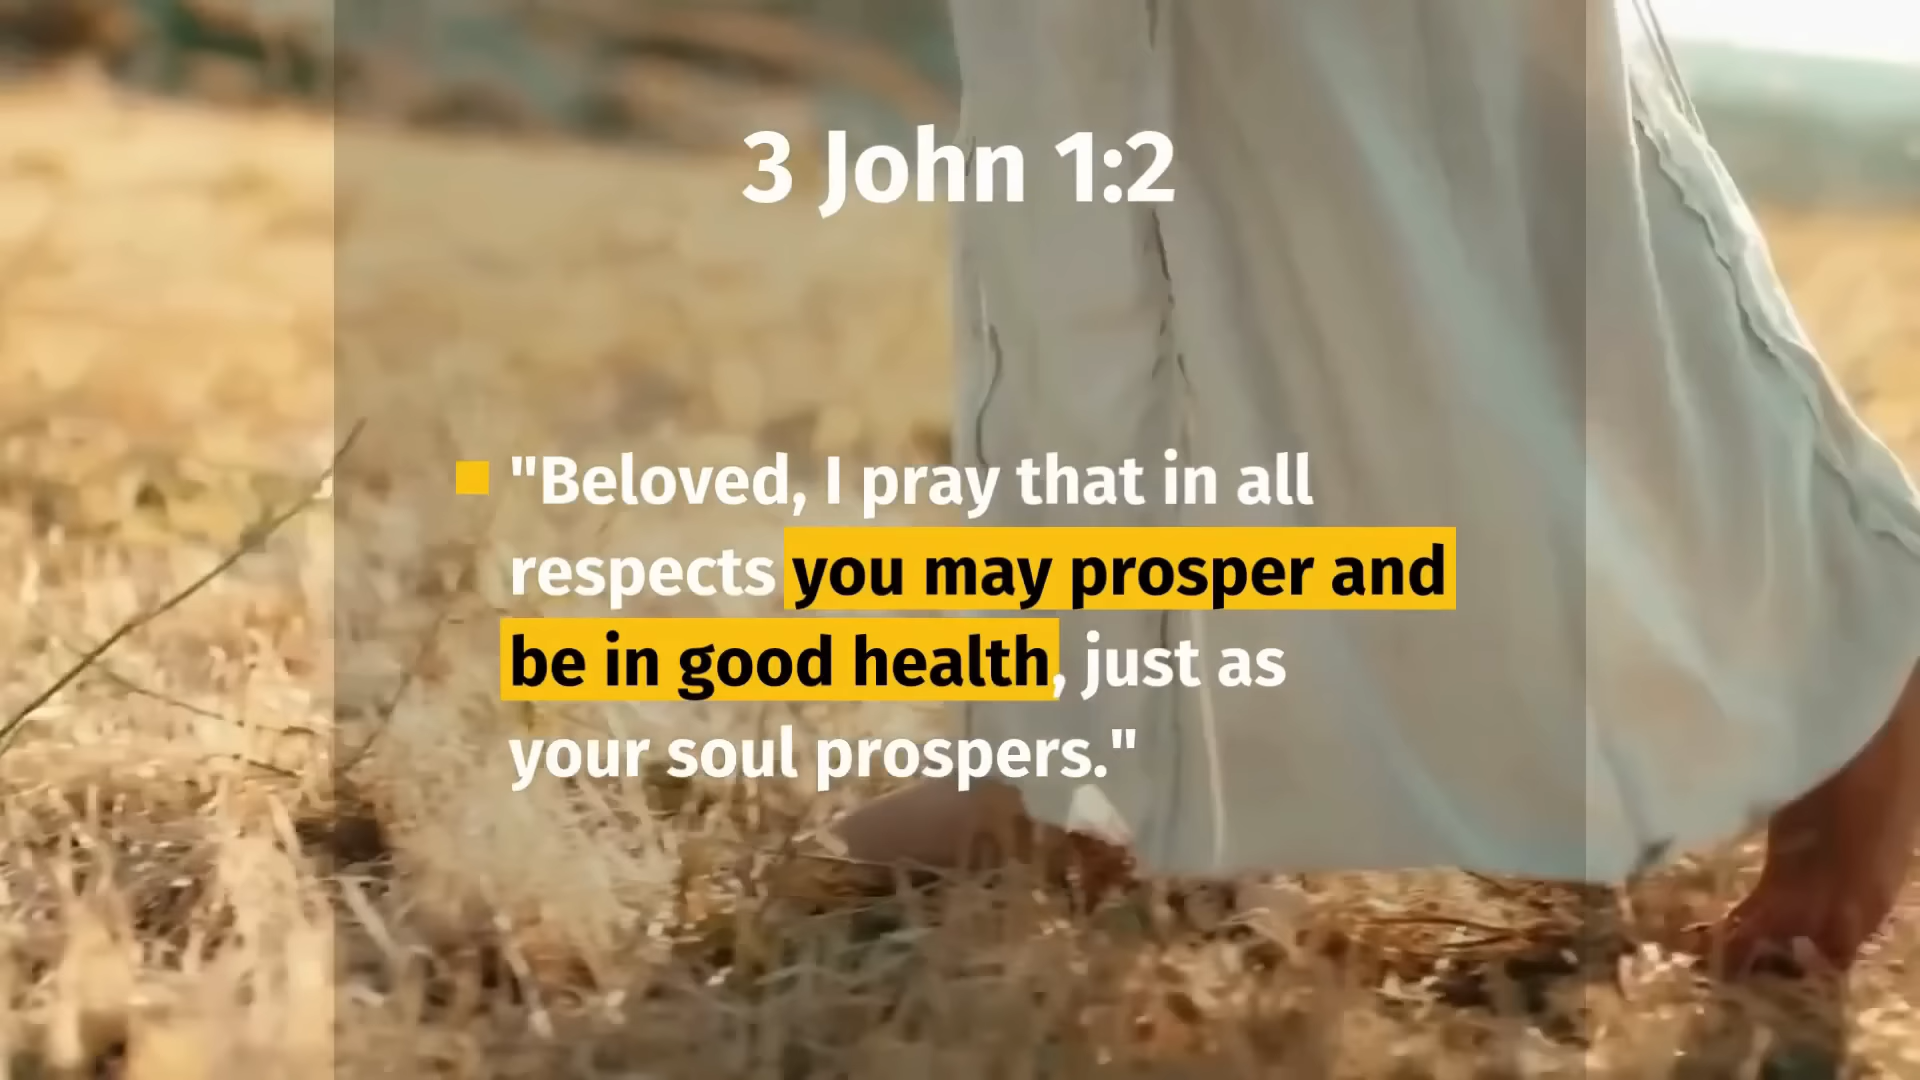 3 John 1:2
"Beloved, I pray that in all
respects you may prosper and
be in good health, just as
your soul prospers."